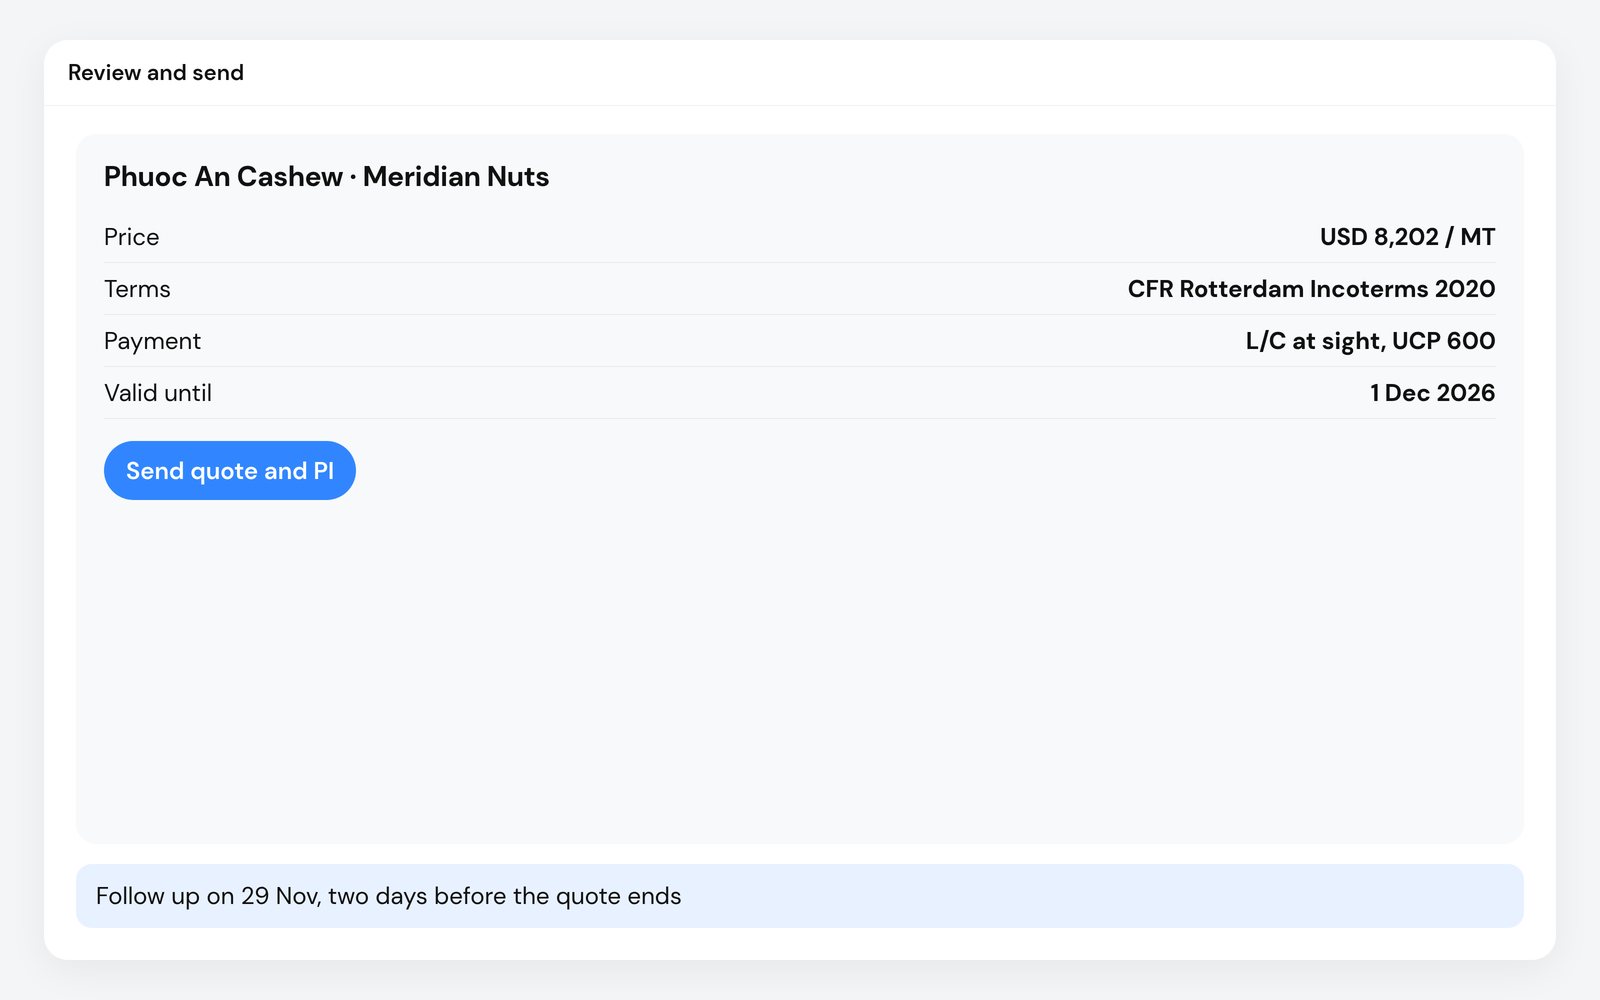 Review and send
Phuoc An Cashew · Meridian Nuts
Price USD 8,202 / MT
Terms CFR Rotterdam Incoterms 2020
Payment L/C at sight, UCP 600
Valid until 1 Dec 2026
Send quote and PI
Follow up on 29 Nov, two days before the quote ends